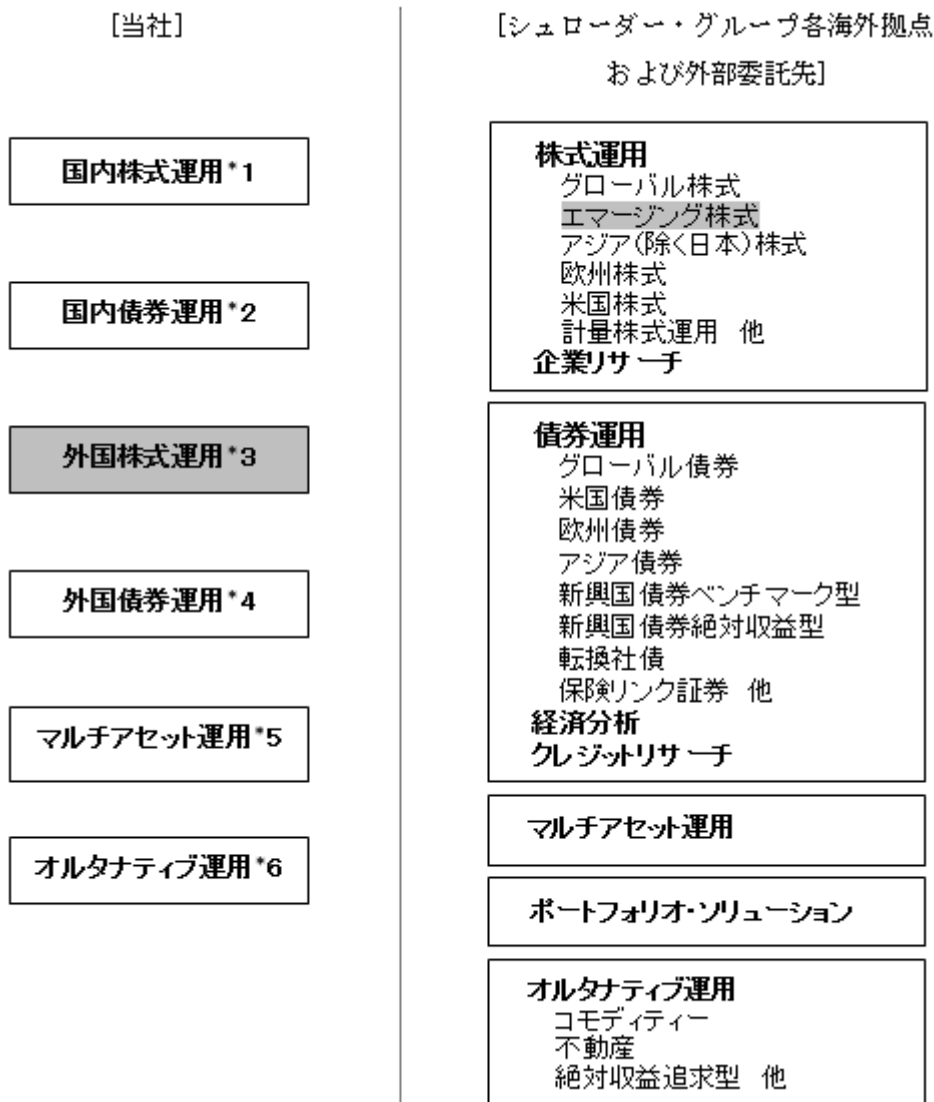 [当社]
国内株式運用*1
国内債券運用*2
外国株式運用*3
外国債券運用*4
マルチアセット運用*5
オルタナティブ運用*6
[シュローダー・グループ各海外拠点
および外部委託先]
株式運用
グローバル株式
エマージング株式
アジア(除く日本)株式
欧州株式
米国株式
計量株式運用 他
企業リサーチ
債券運用
グローバル債券
米国債券
欧州債券
アジア債券
新興国債券ベンチマーク型
新興国債券絶対収益型
転換社債
保険リンク証券 他
経済分析
クレジットリサーチ
マルチアセット運用
ポートフォリオ・ソリューション
オルタナティブ運用
コモディティー
不動産
絶対収益追求型 他